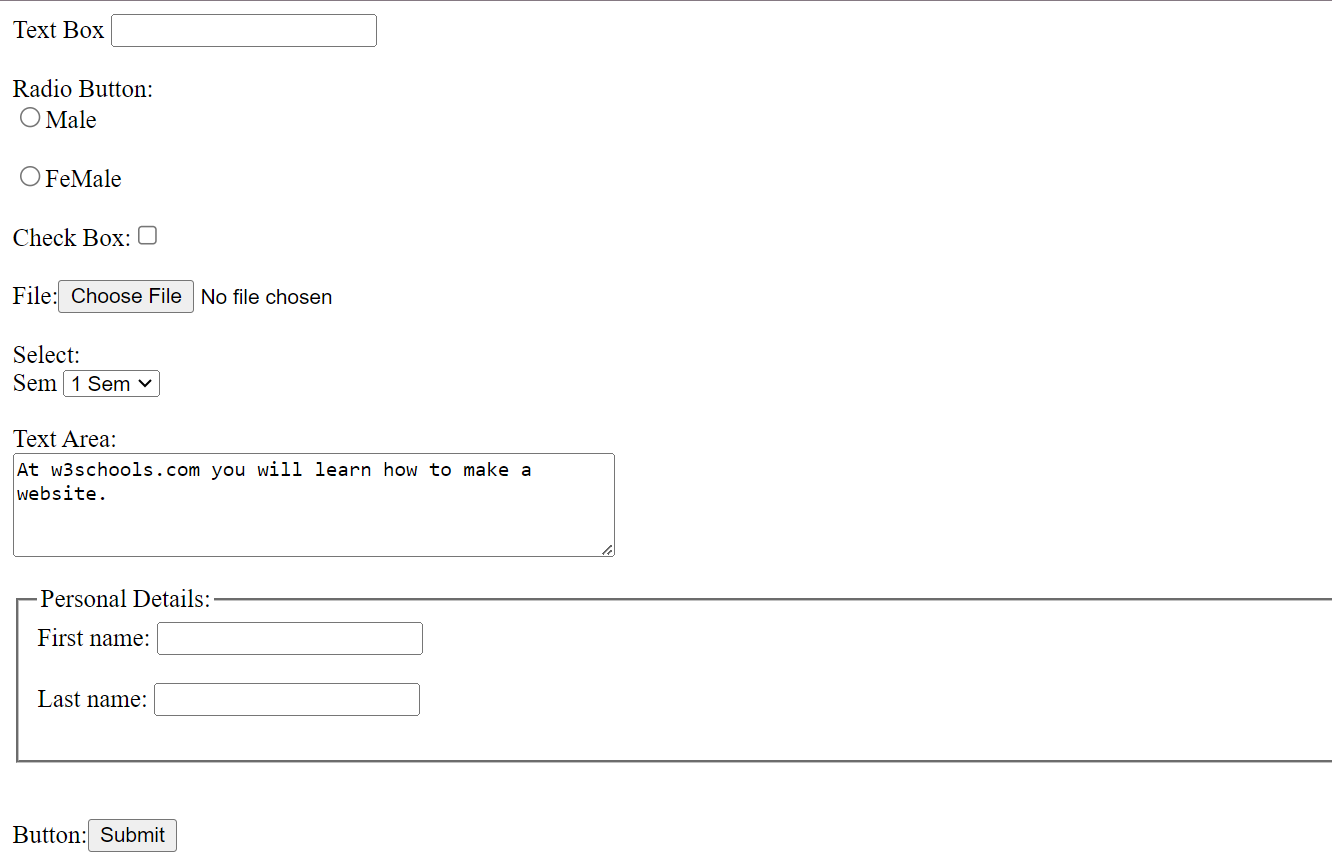 Text Box
Radio Button:
Male
FeMale
Check Box:
File:Choose File No file chosen
Select:
Sem 1 Sem
Text Area:
At w3schools.com you will learn how to make a
website.
Personal Details:
First name:
Last name:
Button:Submit